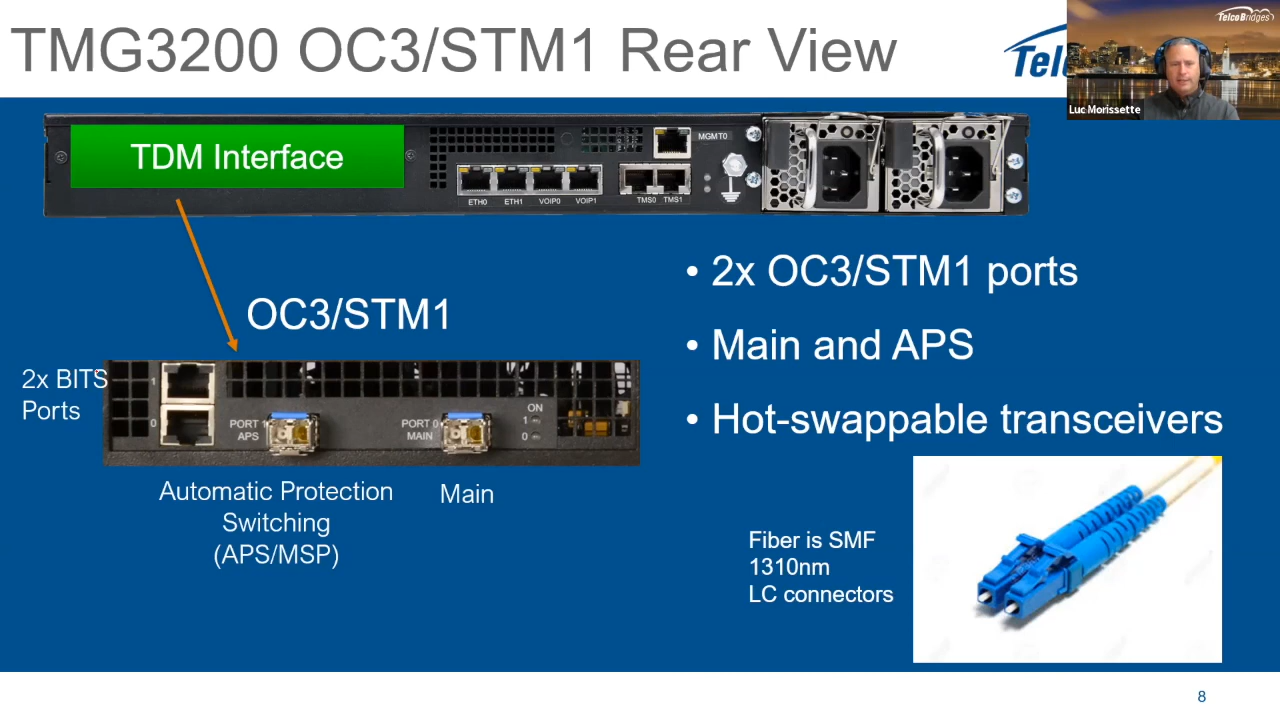 TMG3200 OC3/STM1 Rear View
TelcoBridges
Luc Morissette
TDM Interface
MGMT0
ETH0 ETH1 VOIP0 VOIP1 TMS0 TMS1
• 2x OC3/STM1 ports
• Main and APS
• Hot-swappable transceivers
OC3/STM1
2x BITS
Ports
1
0
PORT 1
APS
PORT 0
MAIN
ON
1
0
Automatic Protection
Switching
(APS/MSP)
Main
Fiber is SMF
1310nm
LC connectors
8